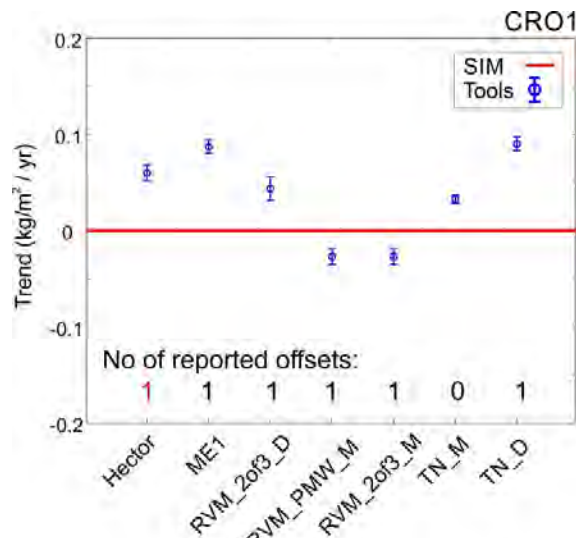 CRO1
0.2
SIM
Tools
0.1
0
-0.1
-0.2
Trend (kg/m² / yr)
No of reported offsets:
1 1 1 1 1 0 1
Hector
ME1
RVM_2of3_D
RVM_PMW_M
RVM_2of3_M
TN_M
TN_D